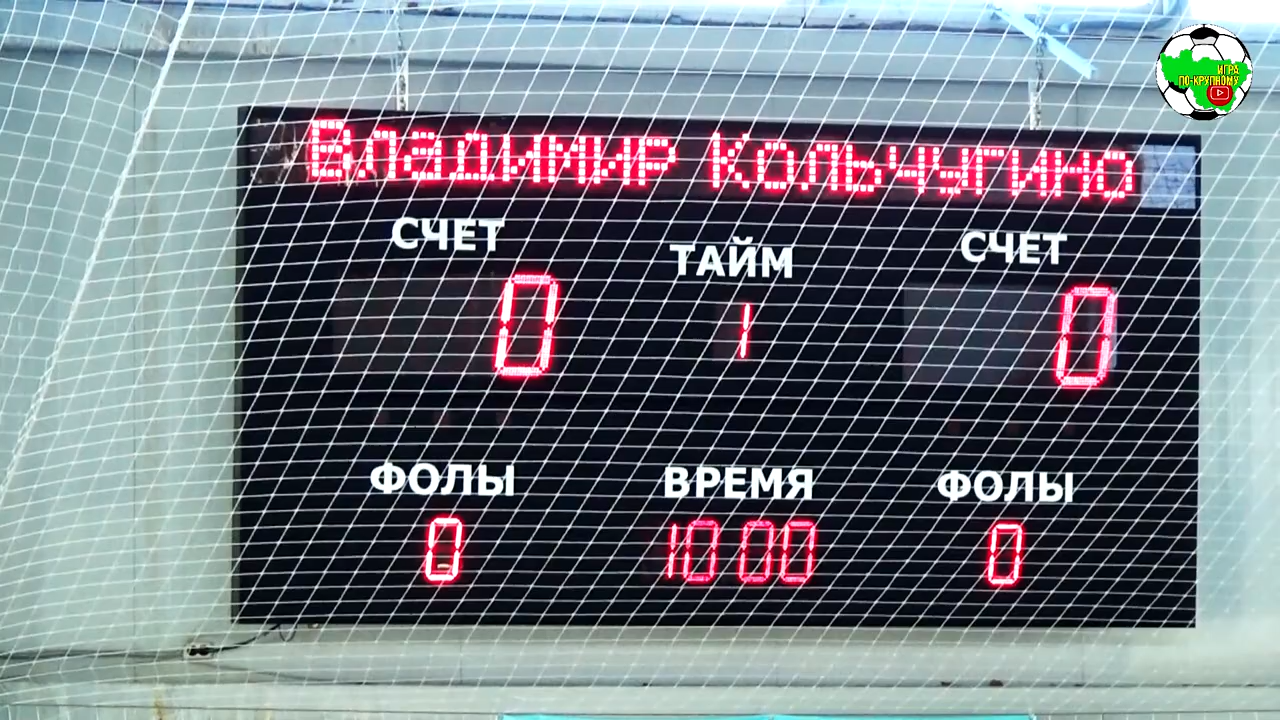 ИГРА
ПО-КРУПНОМУ
Владимир Кольчугино
СЧЕТ ТАЙМ СЧЕТ
0 1 0
ФОЛЫ ВРЕМЯ ФОЛЫ
0 10 00 0